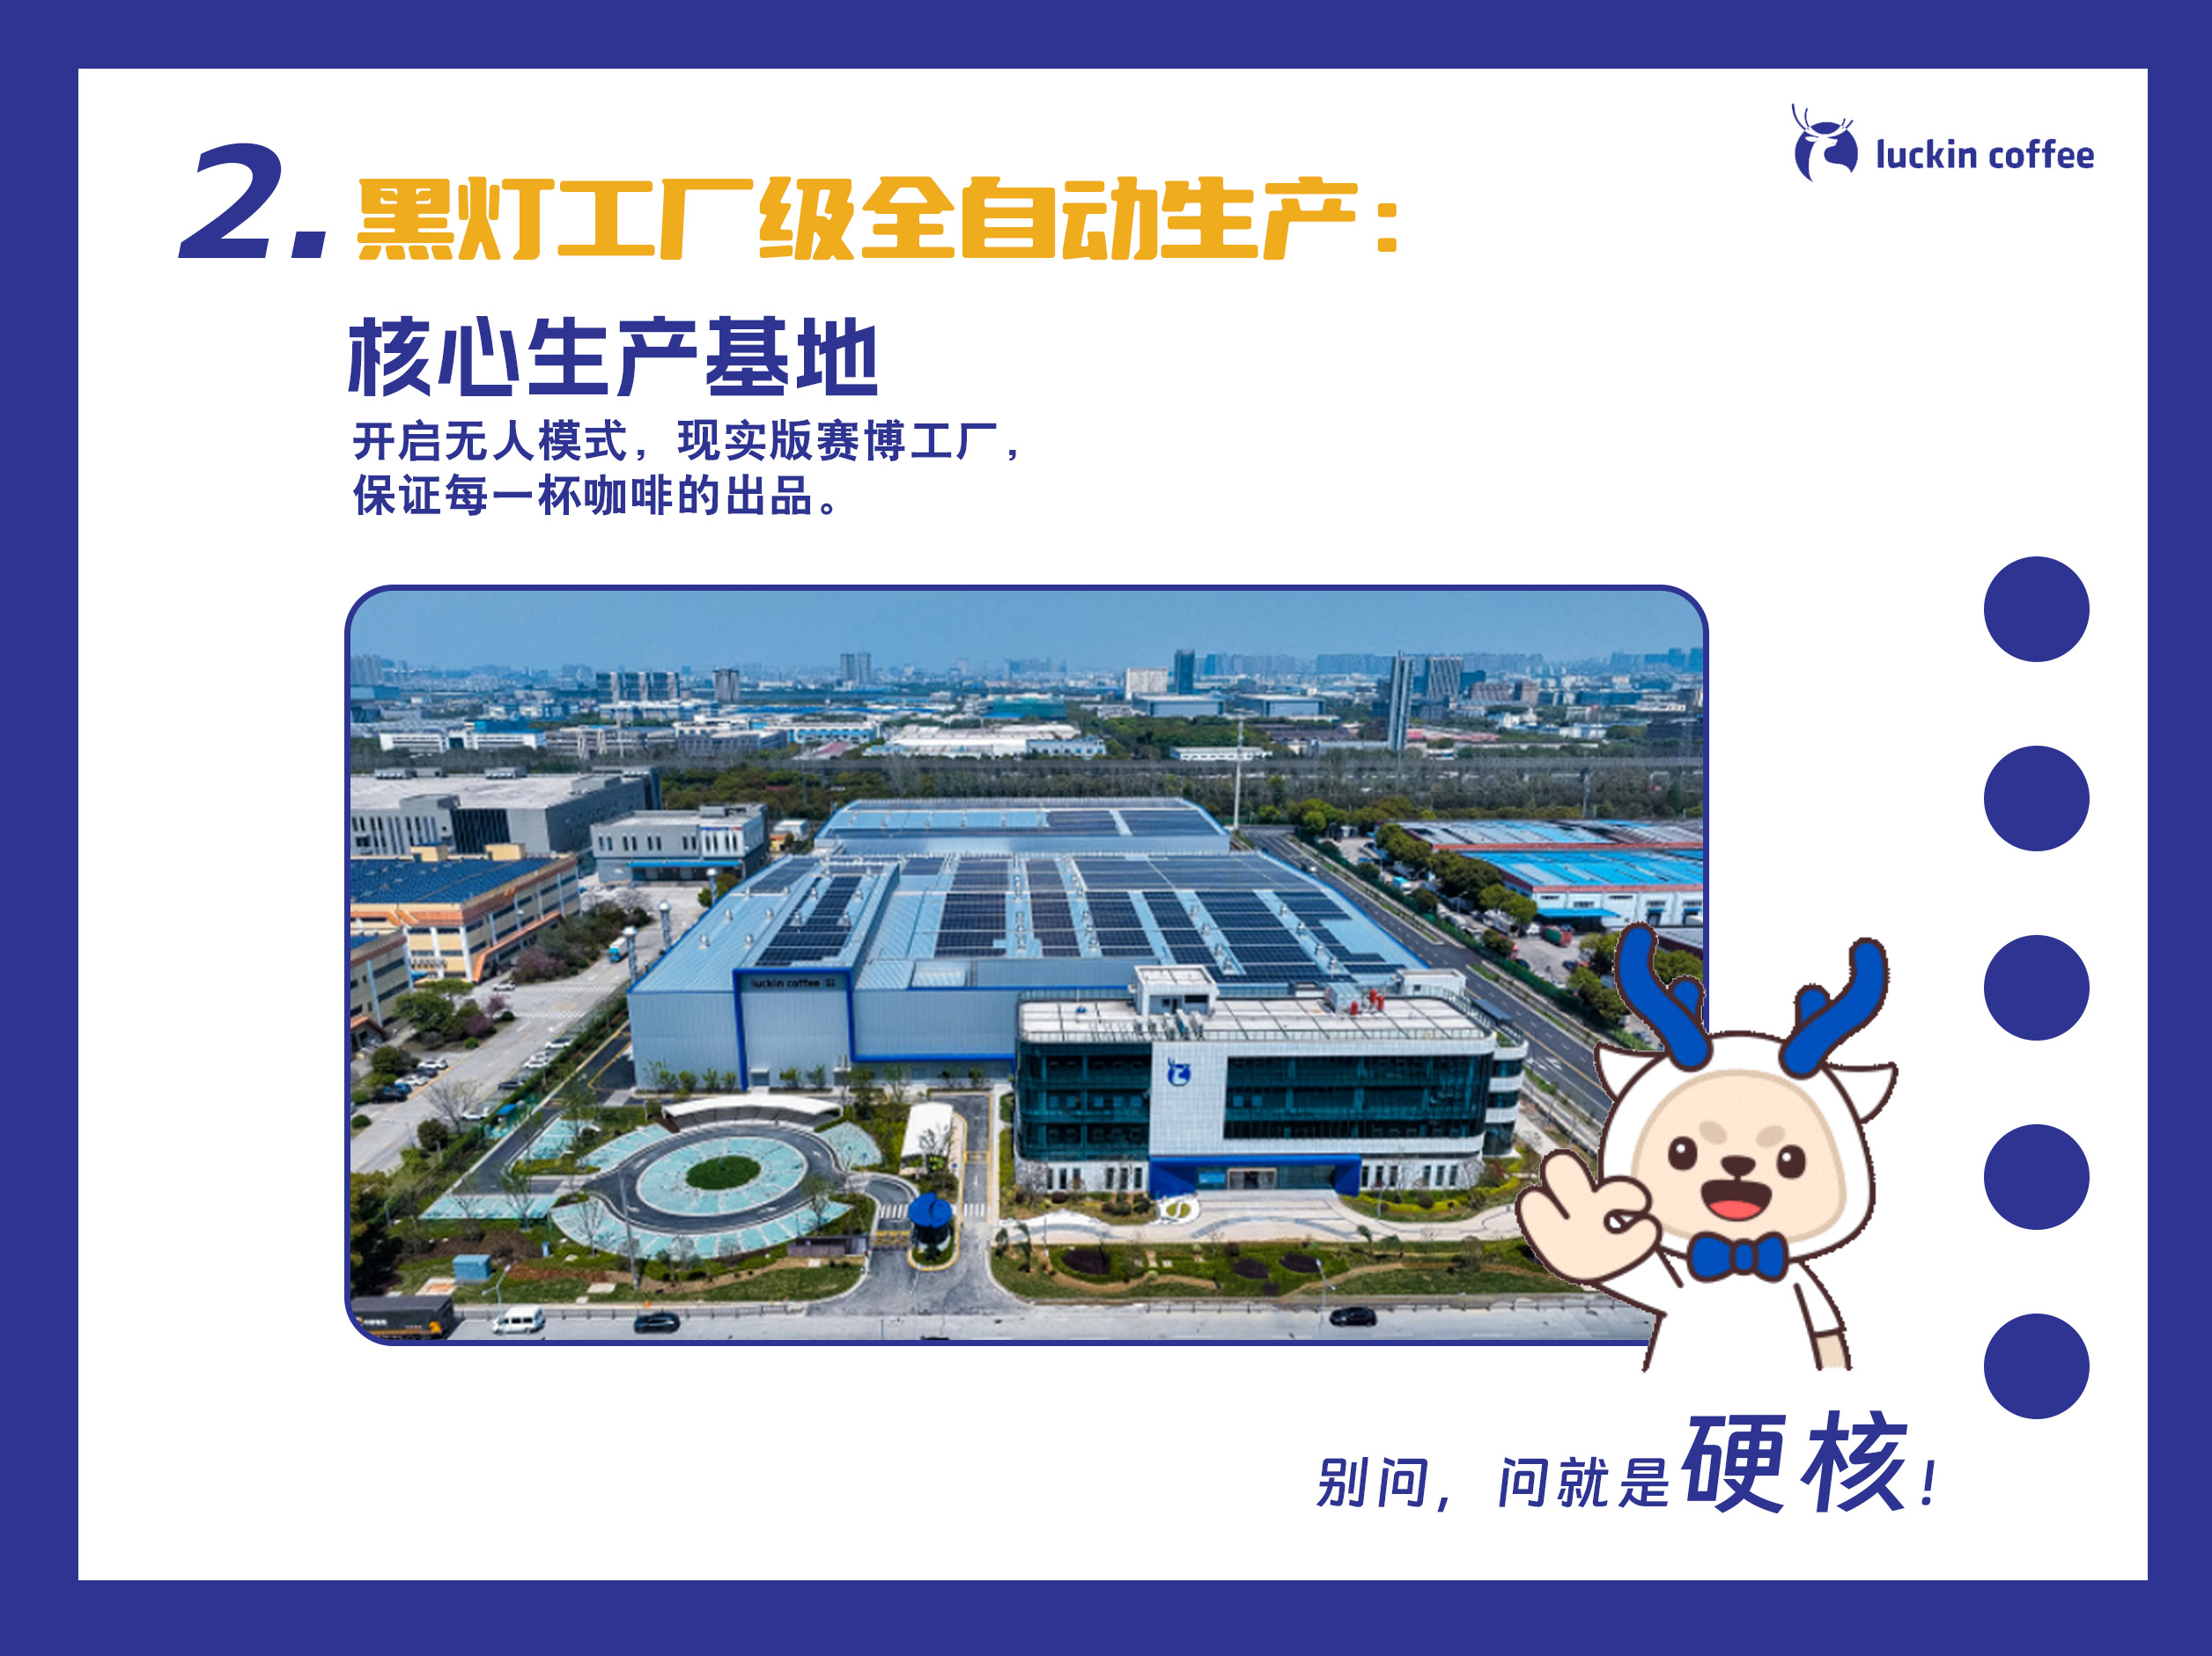 luckin coffee
2.黑灯工厂级全自动生产：
核心生产基地
开启无人模式，现实版赛博工厂，
保证每一杯咖啡的出品。
luckin coffee
别问，问就是硬核！